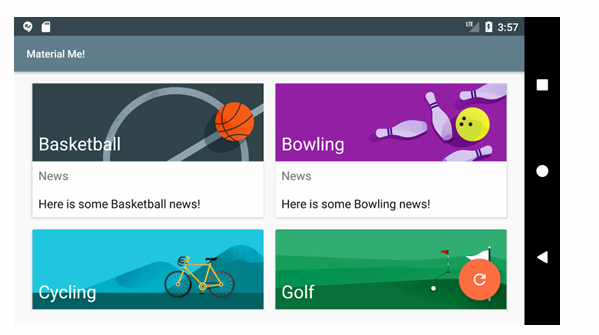 LTE 3:57
Material Me!
Basketball
News
Here is some Basketball news!
Bowling
News
Here is some Bowling news!
Cycling
Golf